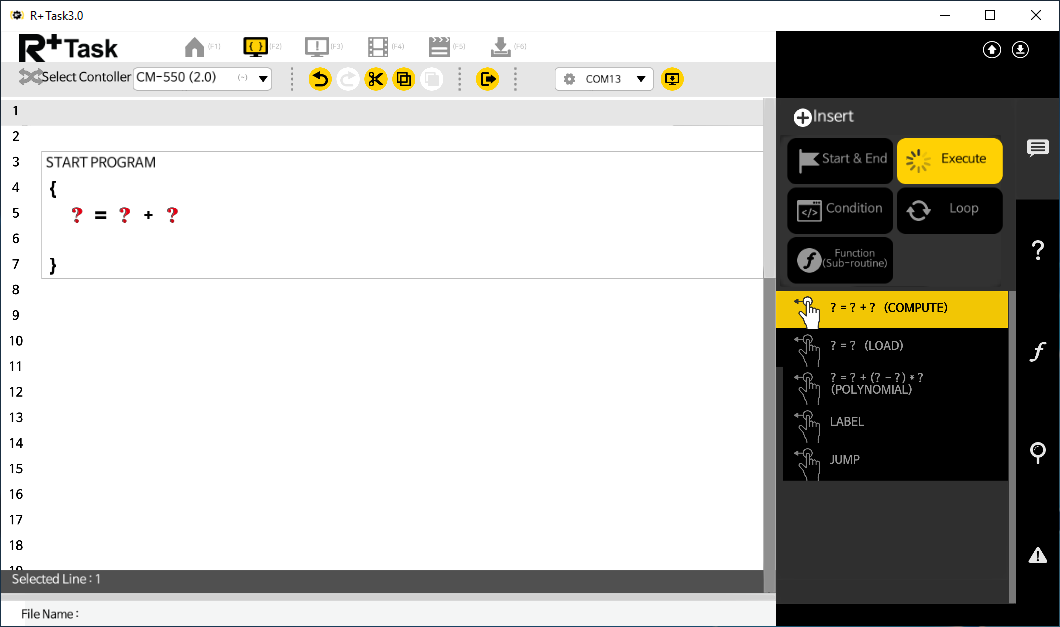 R+Task3.0
R+Task
(F1)
(F2)
(F3)
(F4)
(F5)
(F6)
Select Contoller
CM-550 (2.0)
(-)
COM13
1
2
3 START PROGRAM
4 {
5 ? = ? + ?
6
7 }
8
9
10
11
12
13
14
15
16
17
18
19
Selected Line : 1
File Name :
Insert
Start & End
Execute
Condition
Loop
Function
(Sub-routine)
? = ? + ? (COMPUTE)
? = ? (LOAD)
? = ? + (? - ?) * ?
(POLYNOMIAL)
LABEL
JUMP